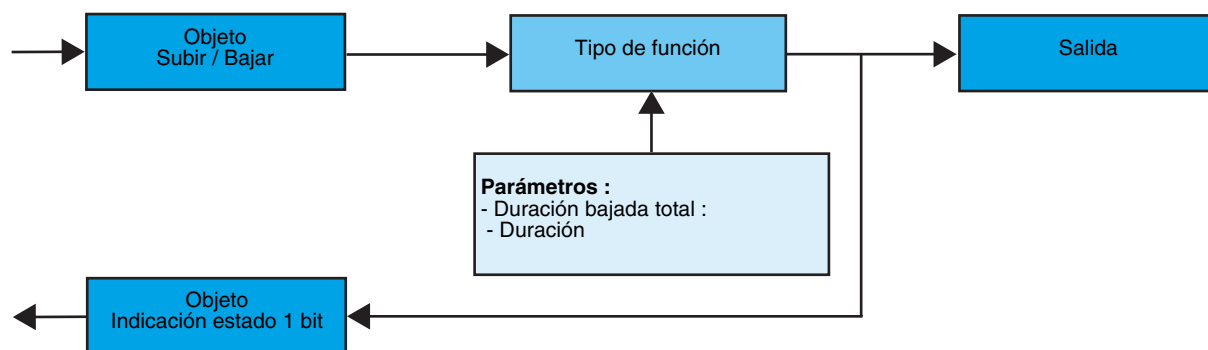 Objeto
Subir / Bajar
Tipo de función
Salida
Parámetros :
- Duración bajada total :
- Duración
Objeto
Indicación estado 1 bit